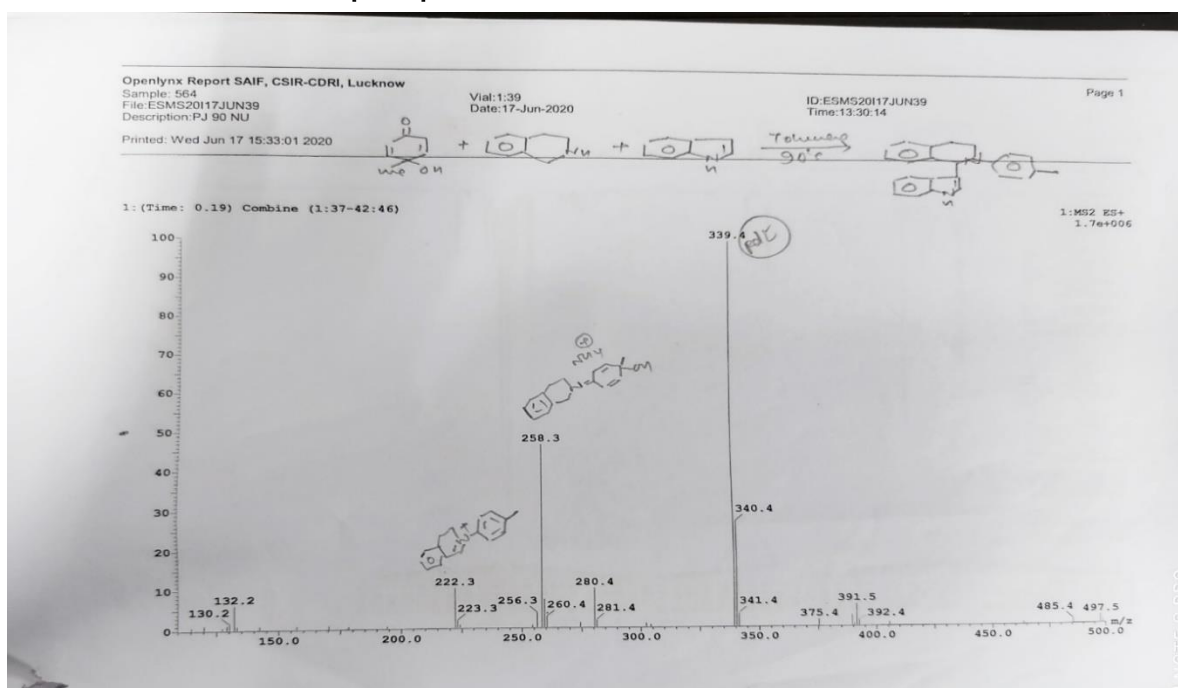 Openlynx Report SAIF, CSIR-CDRI, Lucknow
Page 1
Sample: 564
Vial:1:39
ID:ESMS20I17JUN39
File:ESMS20I17JUN39
Date:17-Jun-2020
Time:13:30:14
Description:PJ 90 NU
Printed: Wed Jun 17 15:33:01 2020
O
+
NH
+
N
H
90°C
Me OH
N
N
H
1:(Time: 0.19) Combine (1:37-42:46)
1:MS2 ES+
1.7e+006
100
339.4
pdt
90
80
70
60
OH
50
258.3
40
30
340.4
20
N
+
10
132.2
130.2
222.3
223.3
256.3
260.4
280.4
281.4
341.4
375.4
391.5
392.4
485.4
497.5
0
m/z
150.0
200.0
250.0
300.0
350.0
400.0
450.0
500.0